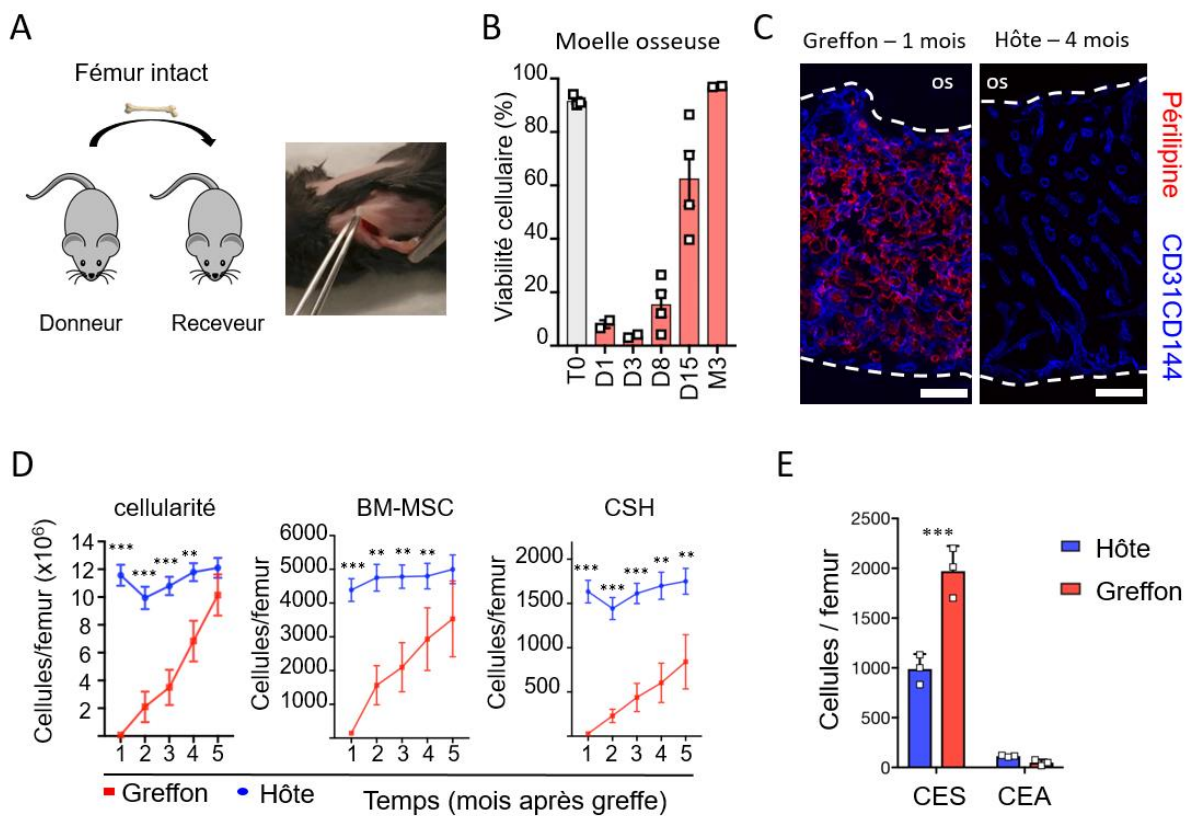 A
Fémur intact
Donneur
Receveur
B
Moelle osseuse
Viabilité cellulaire (%)
100
80
60
40
20
0
T0
D1
D3
D8
D15
M3
C
Greffon – 1 mois
Hôte – 4 mois
os
os
Périlipine
CD31CD144
D
cellularité
Cellules/femur (x10⁶)
14
12
10
8
6
4
2
***
***
***
**
1 2 3 4 5
BM-MSC
Cellules/femur
6000
5000
4000
3000
2000
1000
***
**
**
**
1 2 3 4 5
CSH
Cellules/femur
2000
1500
1000
500
***
***
***
**
**
1 2 3 4 5
Greffon
Hôte
Temps (mois après greffe)
E
Cellules / femur
2500
2000
1500
1000
500
0
***
CES
CEA
Hôte
Greffon